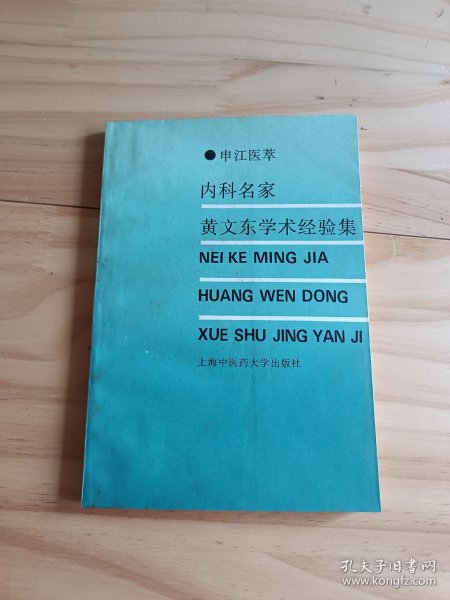 ●申江医萃
内科名家
黄文东学术经验集
NEI KE MING JIA
HUANG WEN DONG
XUE SHU JING YAN JI
上海中医药大学出版社
孔夫子旧书网
www.kongfz.com